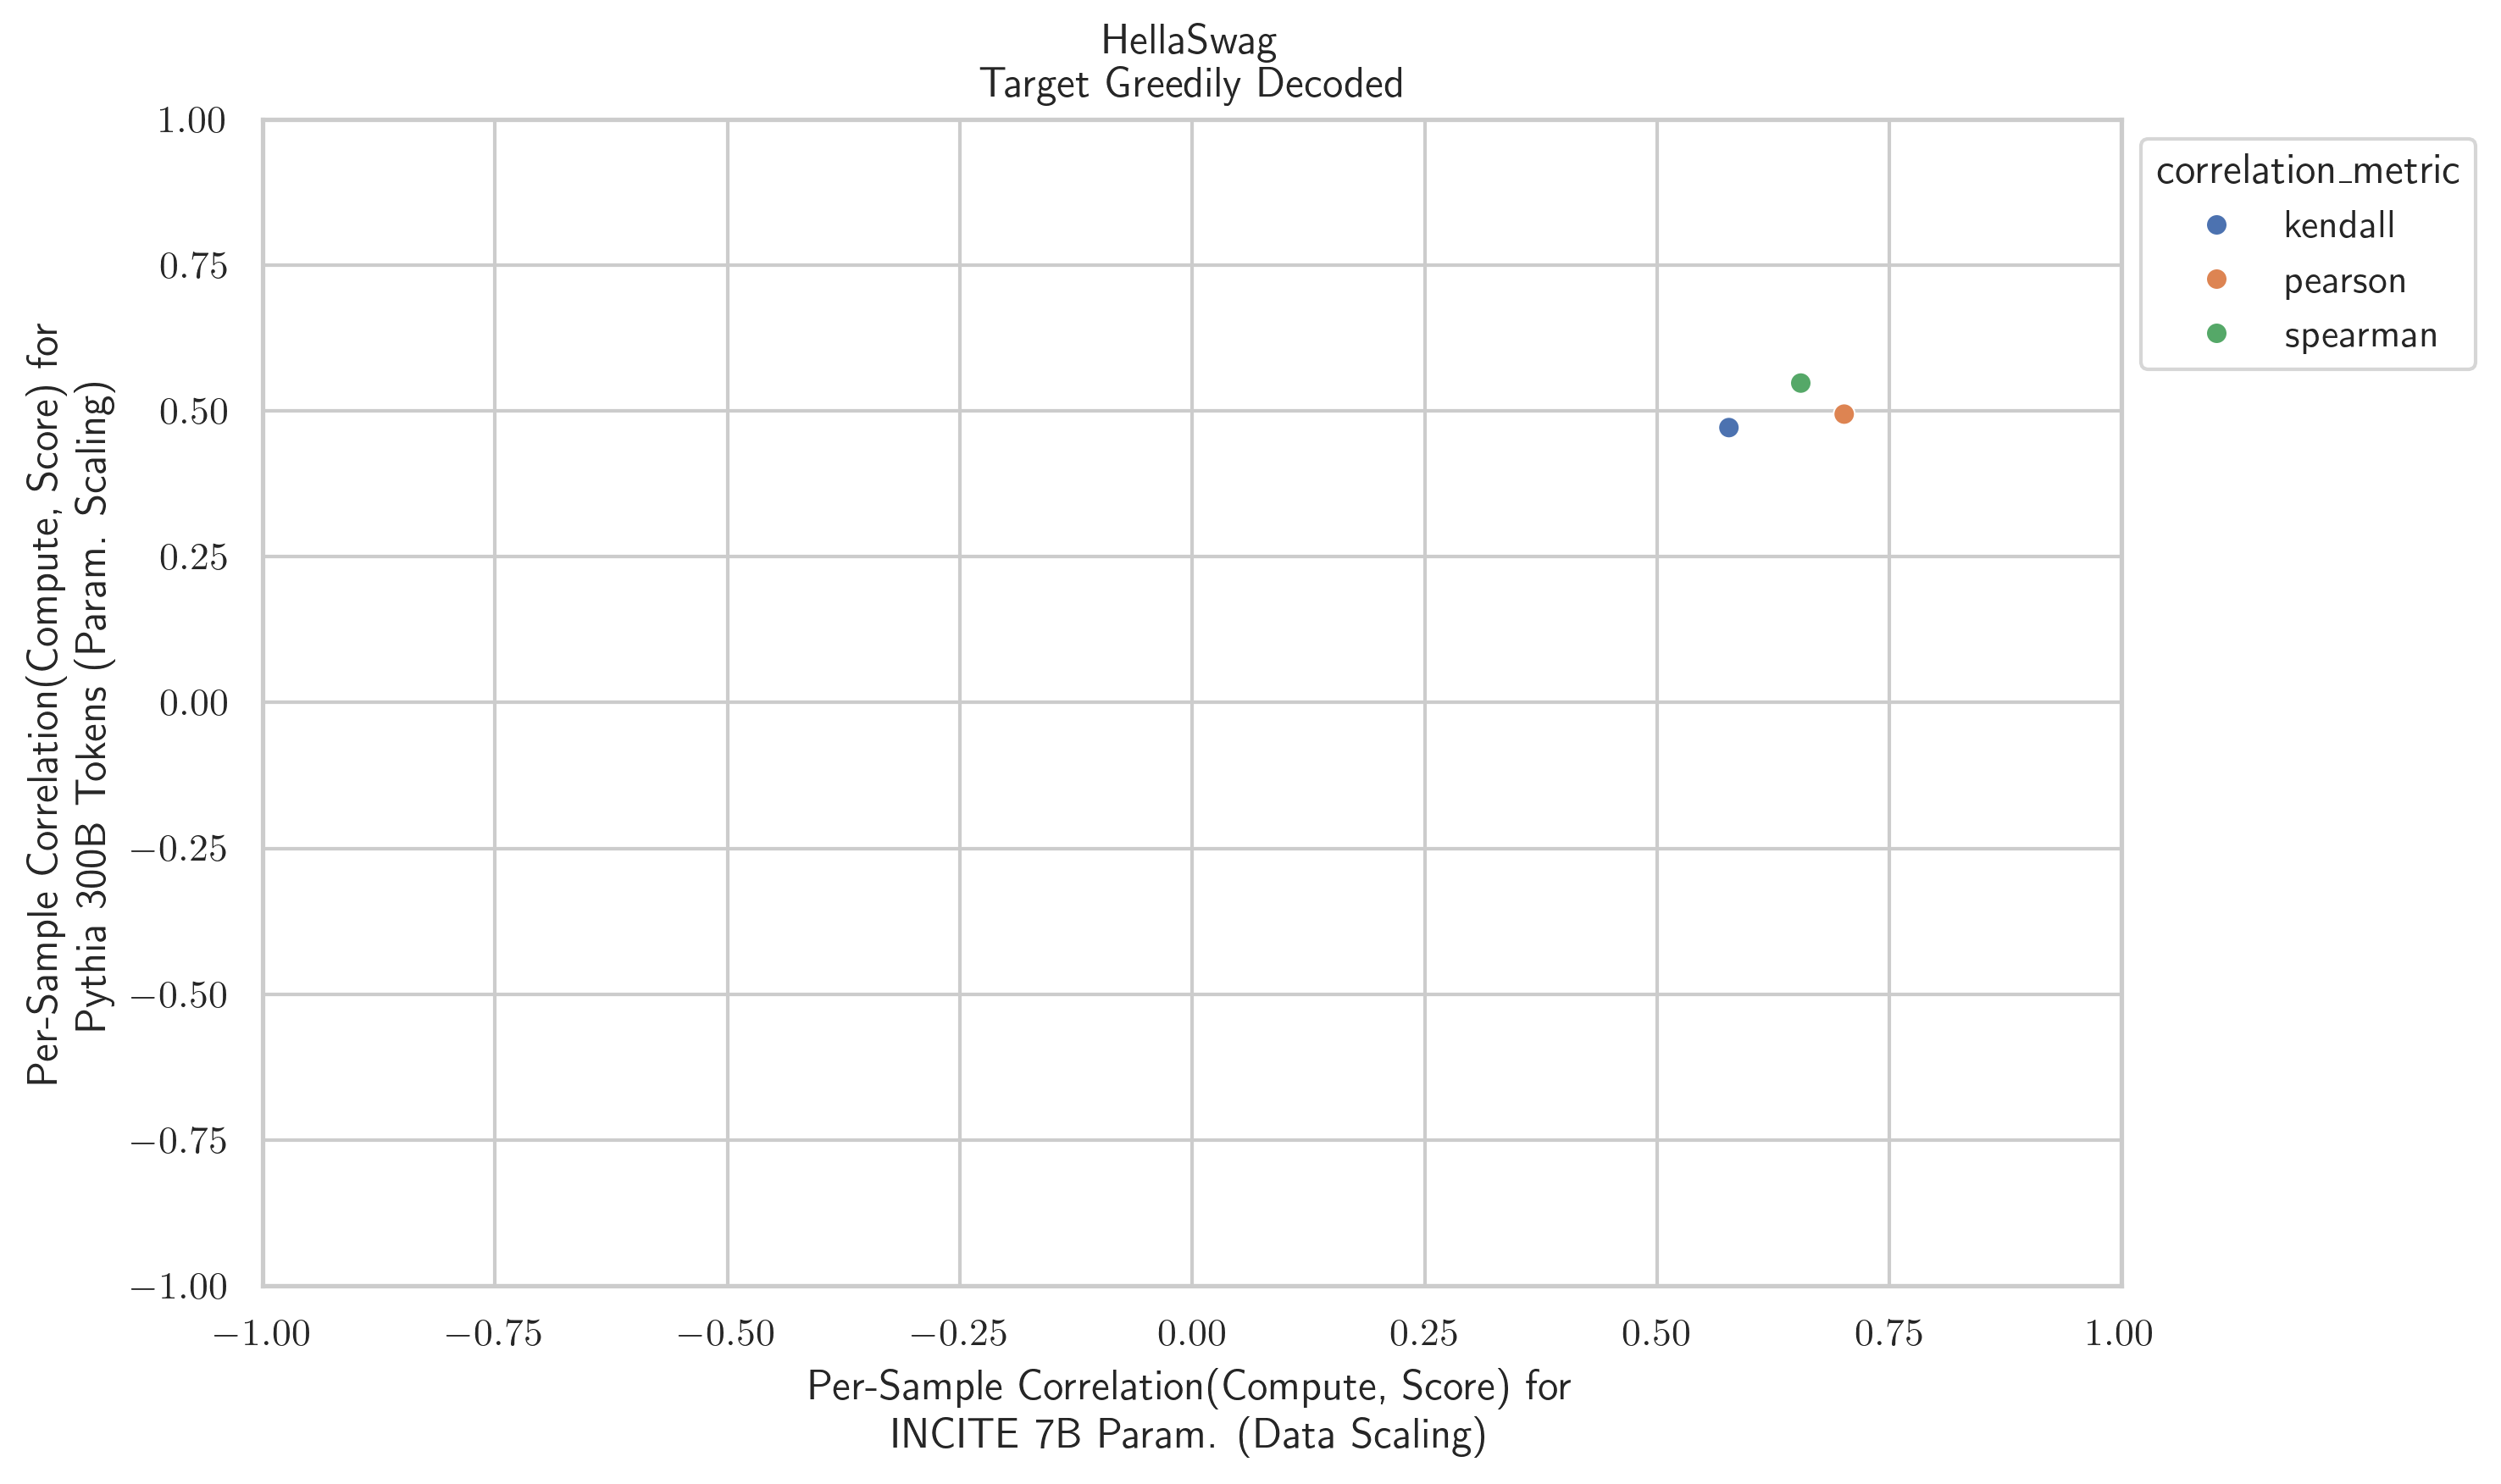 HellaSwag
Target Greedily Decoded
correlation_metric
kendall
pearson
spearman
Per-Sample Correlation(Compute, Score) for
Pythia 300B Tokens (Param. Scaling)
1.00
0.75
0.50
0.25
0.00
−0.25
−0.50
−0.75
−1.00
−1.00 −0.75 −0.50 −0.25 0.00 0.25 0.50 0.75 1.00
Per-Sample Correlation(Compute, Score) for
INCITE 7B Param. (Data Scaling)